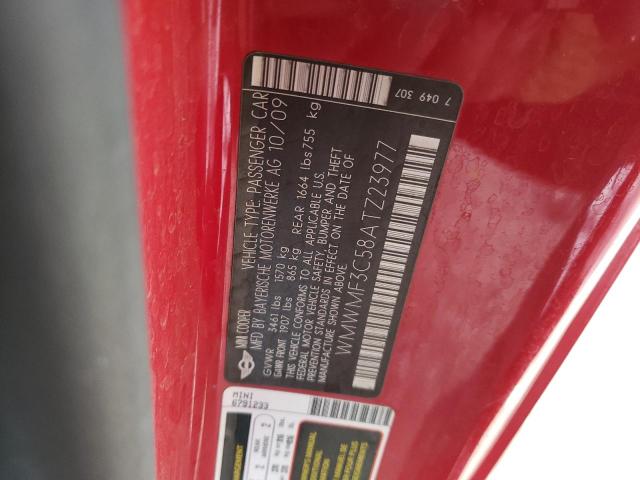 MINI COOPER
VEHICLE TYPE: PASSENGER CAR
MFD BY BAYERISCHE MOTORENWERKE AG 10/09
GVWR 3461 lbs 1570 kg
GAWR FRONT 1907 lbs 865 kg REAR 1664 lbs/755 kg
THIS VEHICLE CONFORMS TO ALL APPLICABLE U.S.
FEDERAL MOTOR VEHICLE SAFETY, BUMPER AND THEFT
PREVENTION STANDARDS IN EFFECT ON THE DATE OF
MANUFACTURE SHOWN ABOVE.
WMWMF3C58ATZ23977
7 049 307
MINI
6791233